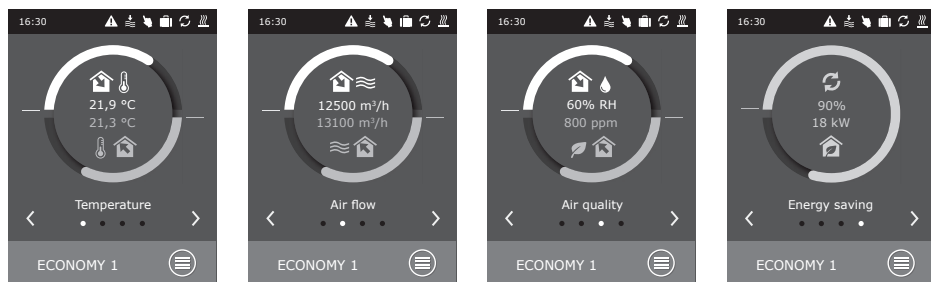 16:30
21,9 °C
21,3 °C
Temperature
ECONOMY 1
16:30
12500 m³/h
13100 m³/h
Air flow
ECONOMY 1
16:30
60% RH
800 ppm
Air quality
ECONOMY 1
16:30
90%
18 kW
Energy saving
ECONOMY 1